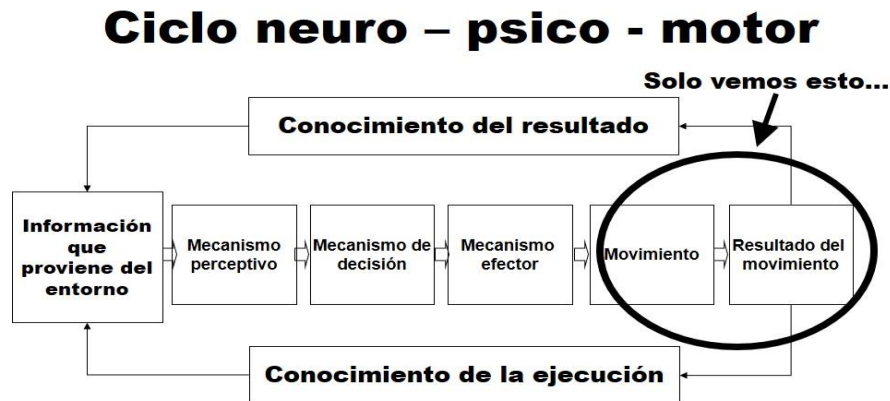 Ciclo neuro – psico - motor
Solo vemos esto...
Conocimiento del resultado
Información
que
proviene del
entorno
Mecanismo
perceptivo
Mecanismo de
decisión
Mecanismo
efector
Movimiento
Resultado del
movimiento
Conocimiento de la ejecución